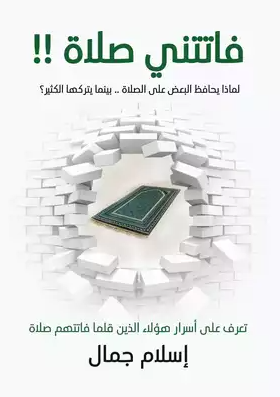 فاتتني صلاة !!
لماذا يحافظ البعض على الصلاة .. بينما يتركها الكثير؟
تعرف على أسرار هؤلاء الذين قلما فاتتهم صلاة
إسلام جمال